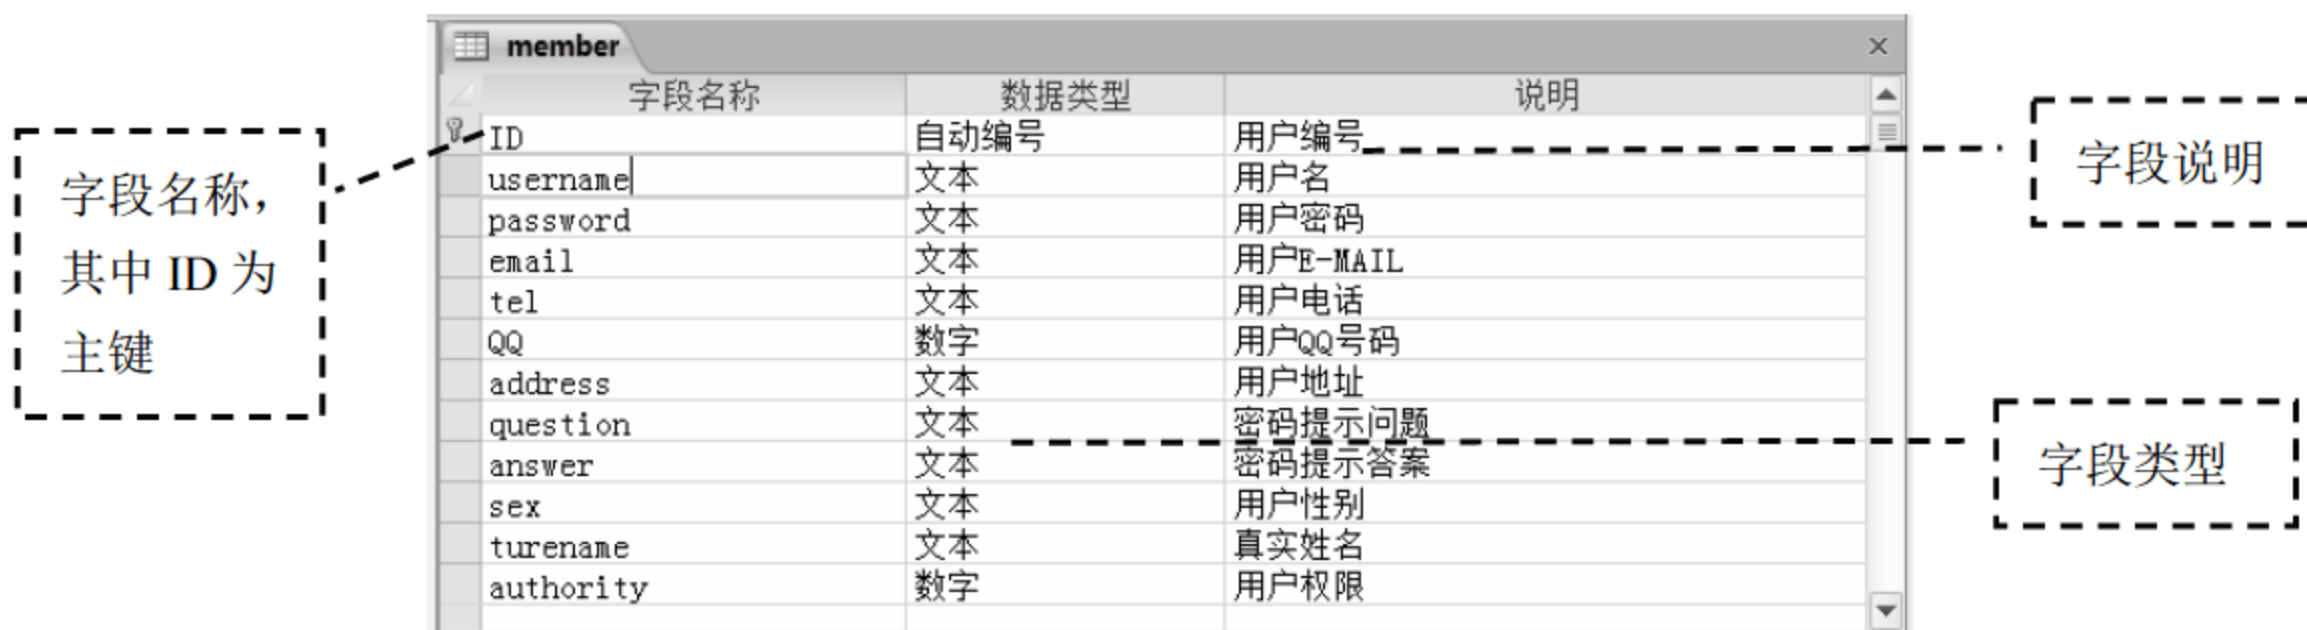 member
字段名称 数据类型 说明
ID 自动编号 用户编号
username 文本 用户名
password 文本 用户密码
email 文本 用户E-MAIL
tel 文本 用户电话
QQ 数字 用户QQ号码
address 文本 用户地址
question 文本 密码提示问题
answer 文本 密码提示答案
sex 文本 用户性别
turename 文本 真实姓名
authority 数字 用户权限
字段名称，
其中 ID 为
主键
字段说明
字段类型